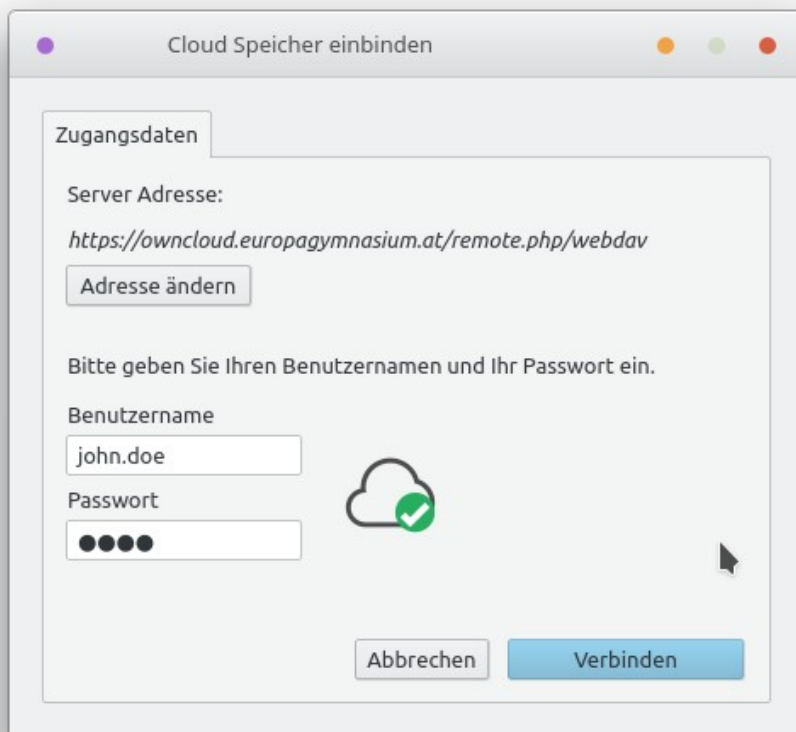 Cloud Speicher einbinden
Zugangsdaten
Server Adresse:
https://owncloud.europagymnasium.at/remote.php/webdav
Adresse ändern
Bitte geben Sie Ihren Benutzernamen und Ihr Passwort ein.
Benutzername
john.doe
Passwort
●●●●
Abbrechen
Verbinden